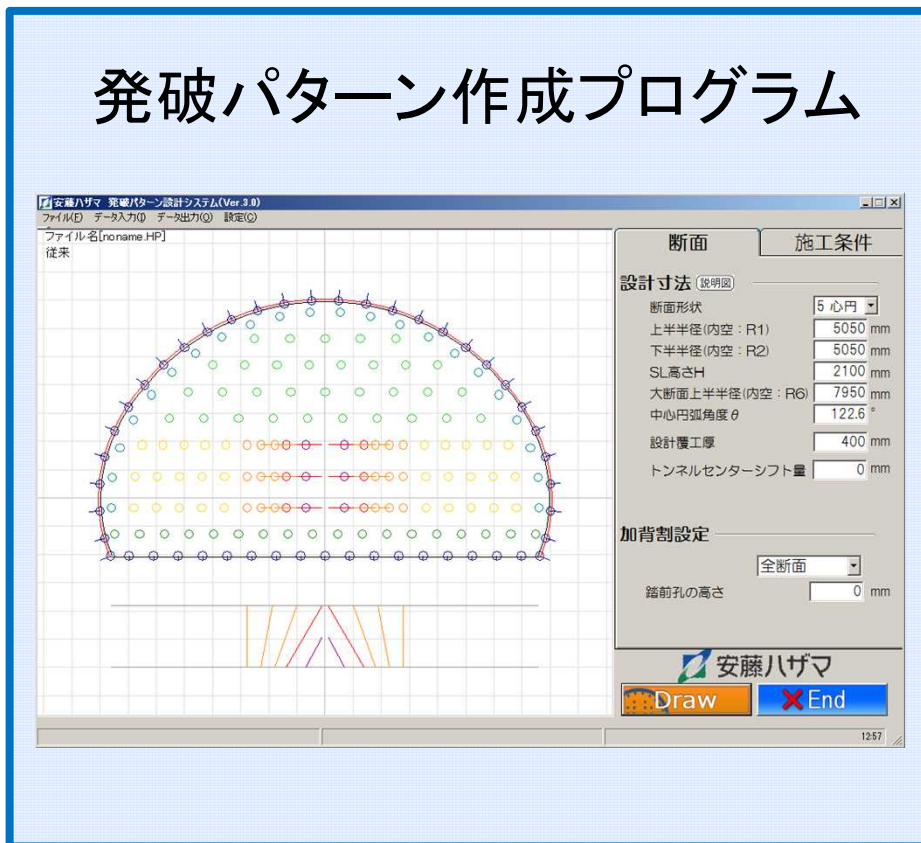 発破パターン作成プログラム
安藤ハザマ 発破パターン設計システム(Ver.3.0)
ファイル(F) データ入力(I) データ出力(O) 設定(C)
ファイル名[noname.HP]
従来
断面 施工条件
設計寸法 説明図
断面形状 5 心円
上半半径(内空：R1) 5050 mm
下半半径(内空：R2) 5050 mm
SL高さH 2100 mm
大断面上半半径(内空：R6) 7950 mm
中心円弧角度θ 122.6 °
設計覆工厚 400 mm
トンネルセンターシフト量 0 mm
加背割設定
全断面
踏前孔の高さ 0 mm
安藤ハザマ
Draw End
12:57